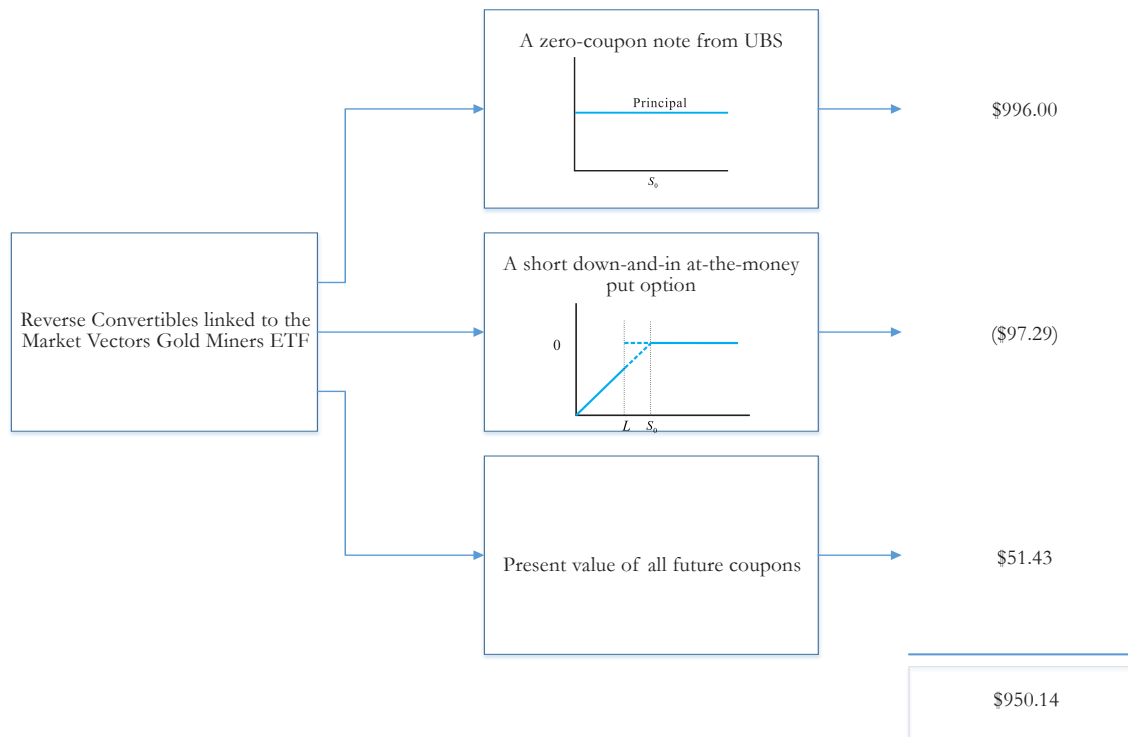 A zero-coupon note from UBS
Principal
S₀
$996.00
Reverse Convertibles linked to the
Market Vectors Gold Miners ETF
A short down-and-in at-the-money
put option
0
L S₀
($97.29)
Present value of all future coupons
$51.43
$950.14